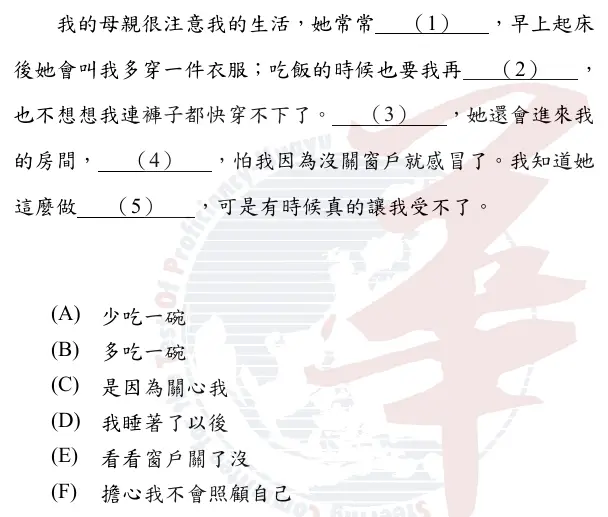 我的母親很注意我的生活，她常常（1），早上起床
後她會叫我多穿一件衣服；吃飯的時候也要我再（2），
也不想想我連褲子都快穿不下了。（3），她還會進來我
的房間，（4），怕我因為沒關窗戶就感冒了。我知道她
這麼做（5），可是有時候真的讓我受不了。
(A) 少吃一碗
(B) 多吃一碗
(C) 是因為關心我
(D) 我睡著了以後
(E) 看看窗戶關了沒
(F) 擔心我不會照顧自己